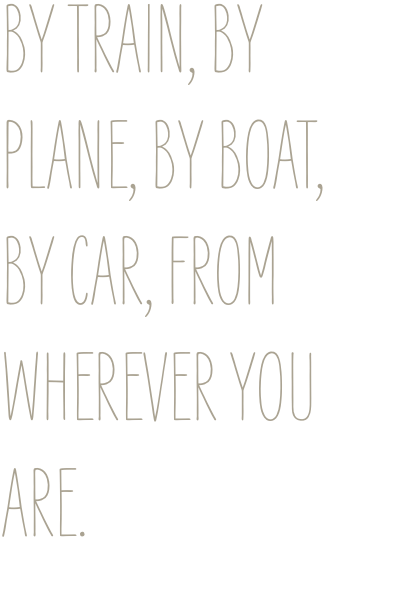 BY TRAIN, BY
PLANE, BY BOAT,
BY CAR, FROM
WHEREVER YOU
ARE.